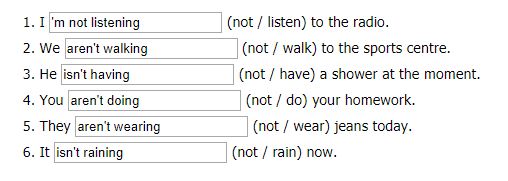 1. I 'm not listening (not / listen) to the radio.
2. We aren't walking (not / walk) to the sports centre.
3. He isn't having (not / have) a shower at the moment.
4. You aren't doing (not / do) your homework.
5. They aren't wearing (not / wear) jeans today.
6. It isn't raining (not / rain) now.